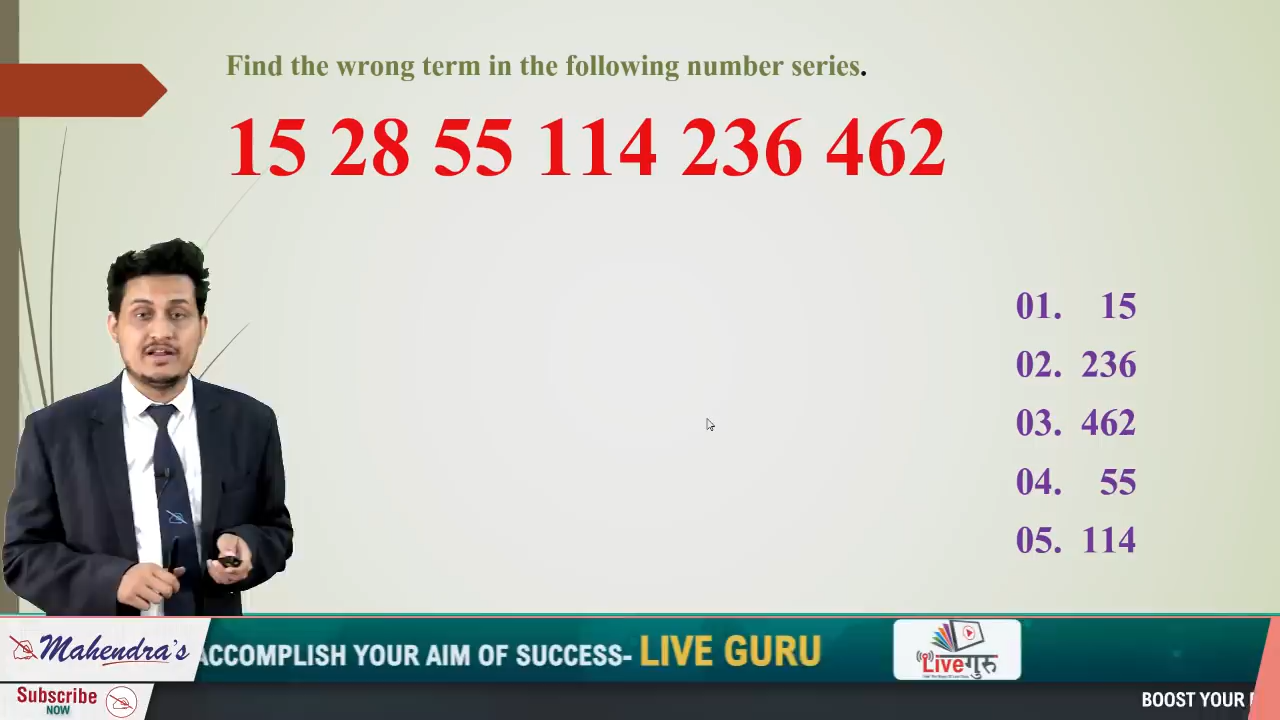 Find the wrong term in the following number series.
15 28 55 114 236 462
01. 15
02. 236
03. 462
04. 55
05. 114
Mahendra's
ACCOMPLISH YOUR AIM OF SUCCESS- LIVE GURU
Live गुरु
Subscribe
NOW
BOOST YOUR